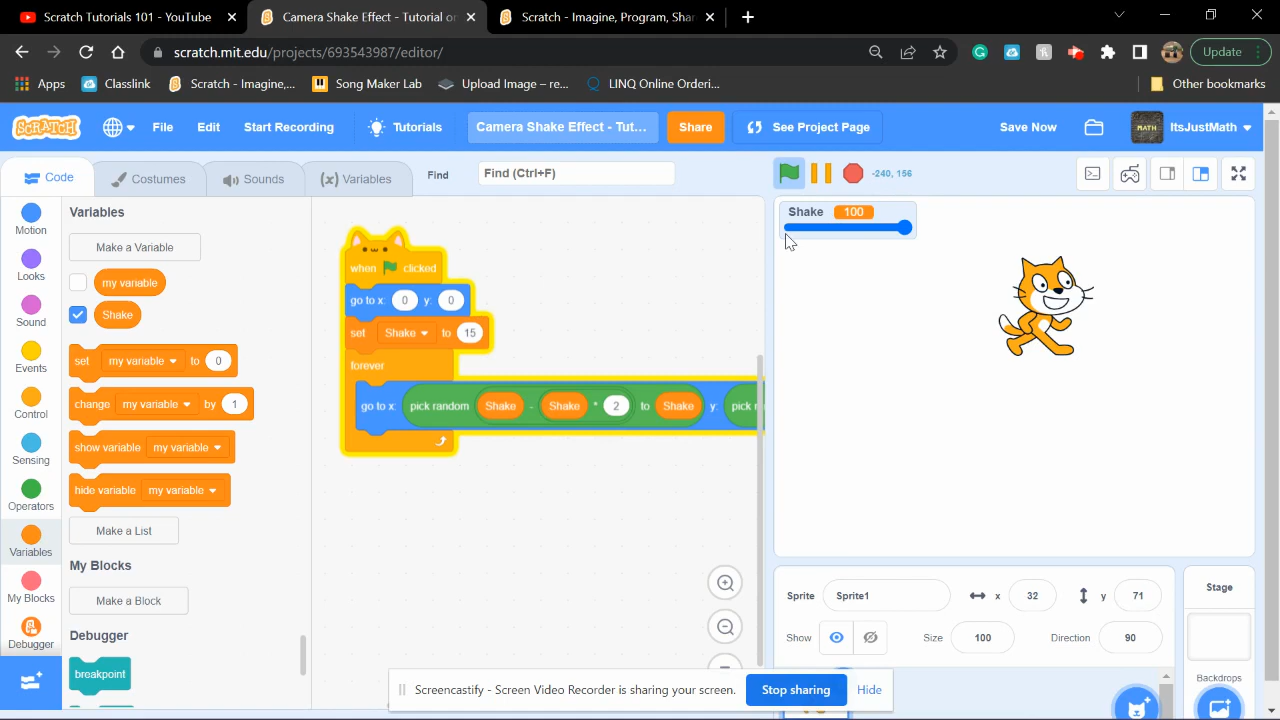 Scratch Tutorials 101 - YouTube
Camera Shake Effect - Tutorial or
Scratch - Imagine, Program, Shar
scratch.mit.edu/projects/693543987/editor/
Update
Apps
Classlink
Scratch - Imagine,...
Song Maker Lab
Upload Image – re...
LINQ Online Orderi...
Other bookmarks
SCRATCH
File
Edit
Start Recording
Tutorials
Camera Shake Effect - Tut...
Share
See Project Page
Save Now
MATH
ItsJustMath
Code
Costumes
Sounds
(x) Variables
Find
Find (Ctrl+F)
-240, 156
Motion
Looks
Sound
Events
Control
Sensing
Operators
Variables
My Blocks
Debugger
Variables
Make a Variable
my variable
Shake
set my variable to 0
change my variable by 1
show variable my variable
hide variable my variable
Make a List
My Blocks
Make a Block
Debugger
breakpoint
when clicked
go to x: 0 y: 0
set Shake to 15
forever
go to x: pick random Shake - Shake * 2 to Shake y: pick r
Shake 100
Sprite Sprite1 x 32 y 71
Show Size 100 Direction 90
Stage
Backdrops
Screencastify - Screen Video Recorder is sharing your screen. Stop sharing Hide